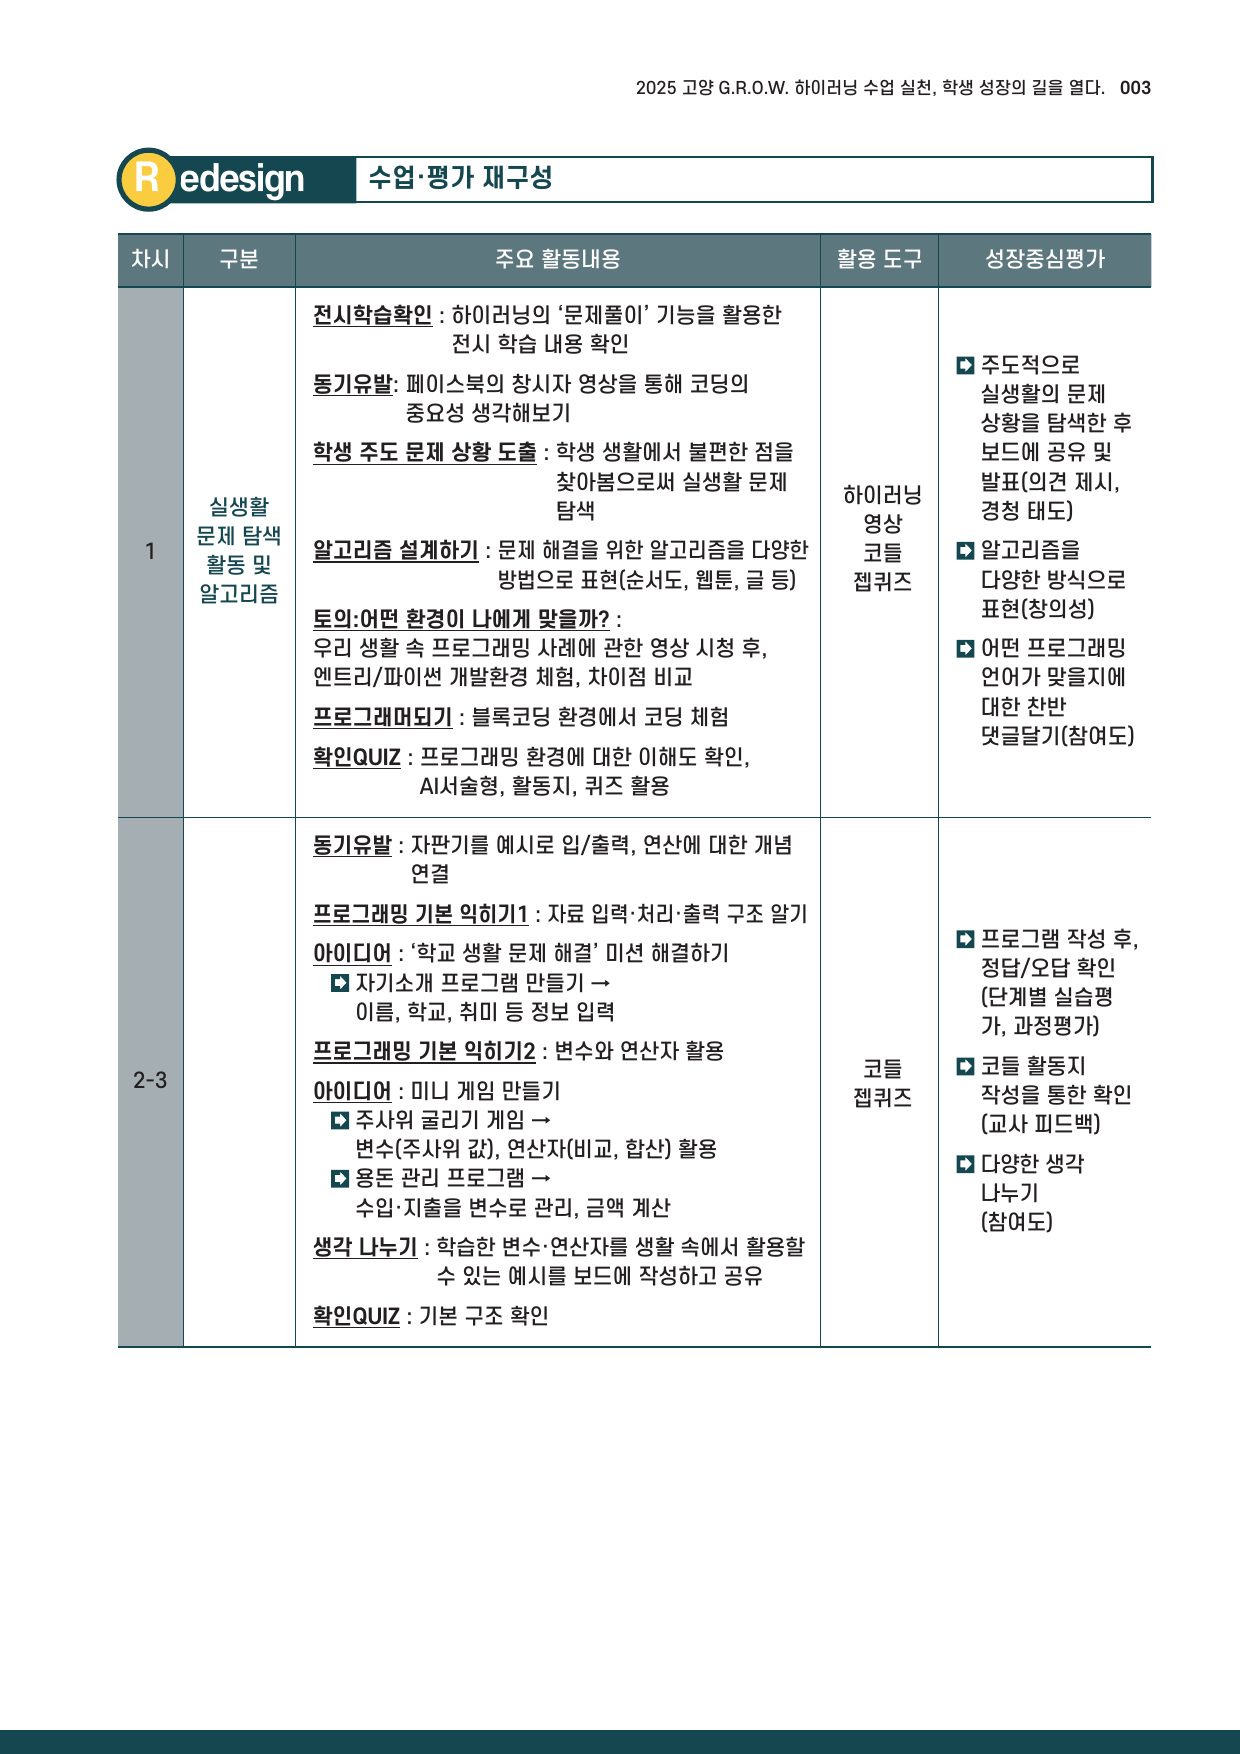 2025 고양 G.R.O.W. 하이러닝 수업 실천, 학생 성장의 길을 열다. 003
Redesign 수업·평가 재구성
차시 구분 주요 활동내용 활용 도구 성장중심평가
1
실생활
문제 탐색
활동 및
알고리즘
전시학습확인 : 하이러닝의 ‘문제풀이’ 기능을 활용한
전시 학습 내용 확인
동기유발: 페이스북의 창시자 영상을 통해 코딩의
중요성 생각해보기
학생 주도 문제 상황 도출 : 학생 생활에서 불편한 점을
찾아봄으로써 실생활 문제
탐색
알고리즘 설계하기 : 문제 해결을 위한 알고리즘을 다양한
방법으로 표현(순서도, 웹툰, 글 등)
토의:어떤 환경이 나에게 맞을까? :
우리 생활 속 프로그래밍 사례에 관한 영상 시청 후,
엔트리/파이썬 개발환경 체험, 차이점 비교
프로그래머되기 : 블록코딩 환경에서 코딩 체험
확인QUIZ : 프로그래밍 환경에 대한 이해도 확인,
AI서술형, 활동지, 퀴즈 활용
하이러닝
영상
코들
젭퀴즈
주도적으로
실생활의 문제
상황을 탐색한 후
보드에 공유 및
발표(의견 제시,
경청 태도)
알고리즘을
다양한 방식으로
표현(창의성)
어떤 프로그래밍
언어가 맞을지에
대한 찬반
댓글달기(참여도)
2-3
동기유발 : 자판기를 예시로 입/출력, 연산에 대한 개념
연결
프로그래밍 기본 익히기1 : 자료 입력·처리·출력 구조 알기
아이디어 : ‘학교 생활 문제 해결’ 미션 해결하기
자기소개 프로그램 만들기 →
이름, 학교, 취미 등 정보 입력
프로그래밍 기본 익히기2 : 변수와 연산자 활용
아이디어 : 미니 게임 만들기
주사위 굴리기 게임 →
변수(주사위 값), 연산자(비교, 합산) 활용
용돈 관리 프로그램 →
수입·지출을 변수로 관리, 금액 계산
생각 나누기 : 학습한 변수·연산자를 생활 속에서 활용할
수 있는 예시를 보드에 작성하고 공유
확인QUIZ : 기본 구조 확인
코들
젭퀴즈
프로그램 작성 후,
정답/오답 확인
(단계별 실습평
가, 과정평가)
코들 활동지
작성을 통한 확인
(교사 피드백)
다양한 생각
나누기
(참여도)